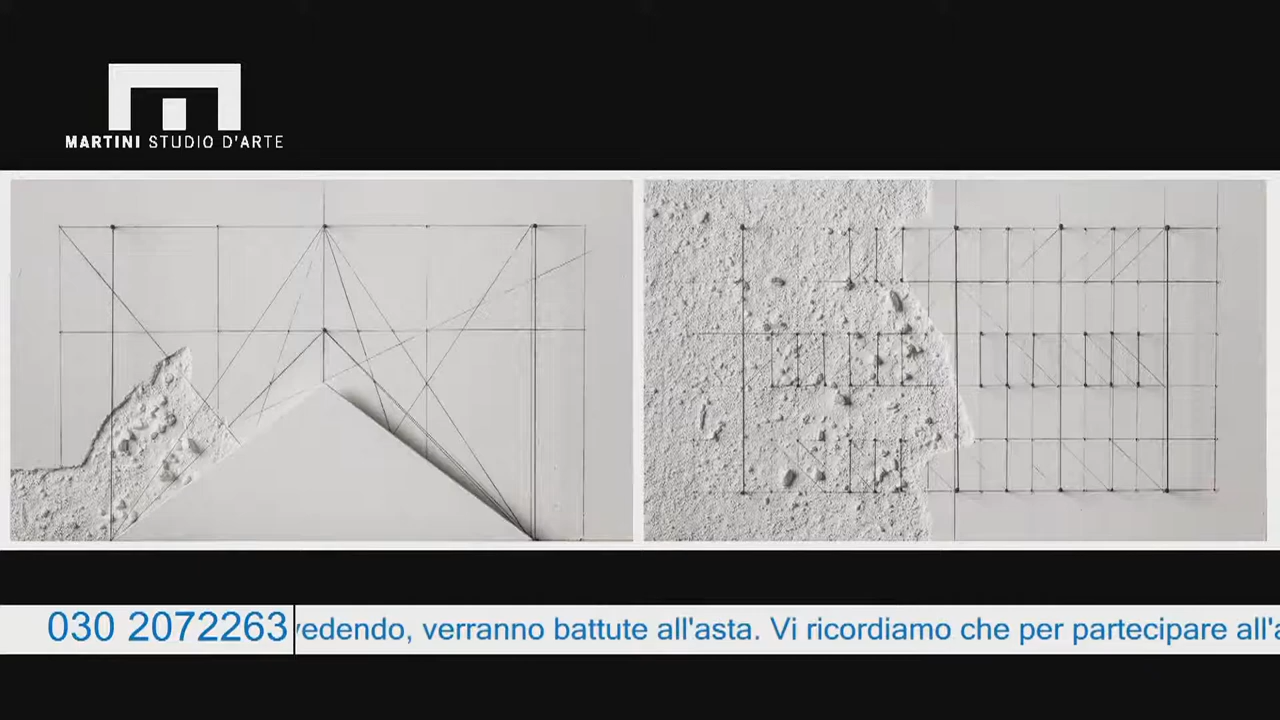 MARTINI STUDIO D'ARTE
030 2072263
vedendo, verranno battute all'asta. Vi ricordiamo che per partecipare all'a